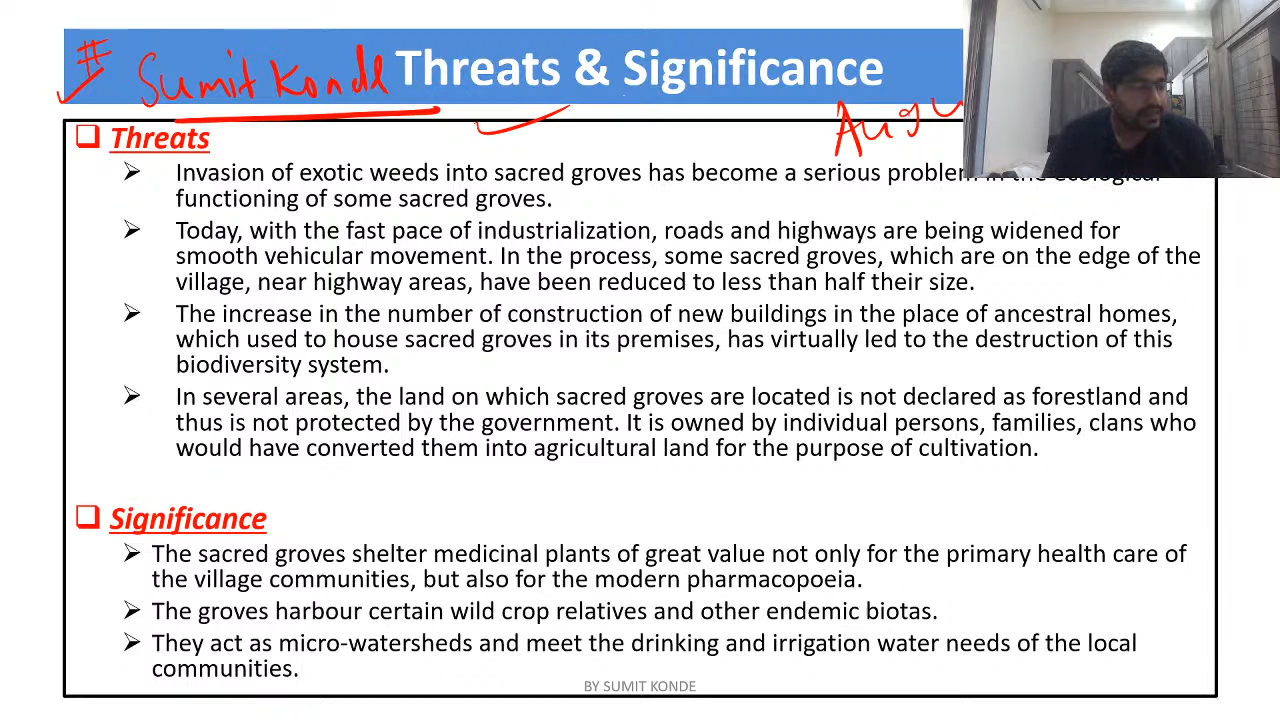 # Sumit Konde Threats & Significance
Threats
Invasion of exotic weeds into sacred groves has become a serious problem in the ecological
functioning of some sacred groves.
Today, with the fast pace of industrialization, roads and highways are being widened for
smooth vehicular movement. In the process, some sacred groves, which are on the edge of the
village, near highway areas, have been reduced to less than half their size.
The increase in the number of construction of new buildings in the place of ancestral homes,
which used to house sacred groves in its premises, has virtually led to the destruction of this
biodiversity system.
In several areas, the land on which sacred groves are located is not declared as forestland and
thus is not protected by the government. It is owned by individual persons, families, clans who
would have converted them into agricultural land for the purpose of cultivation.
Significance
The sacred groves shelter medicinal plants of great value not only for the primary health care of
the village communities, but also for the modern pharmacopoeia.
The groves harbour certain wild crop relatives and other endemic biotas.
They act as micro-watersheds and meet the drinking and irrigation water needs of the local
communities.
BY SUMIT KONDE